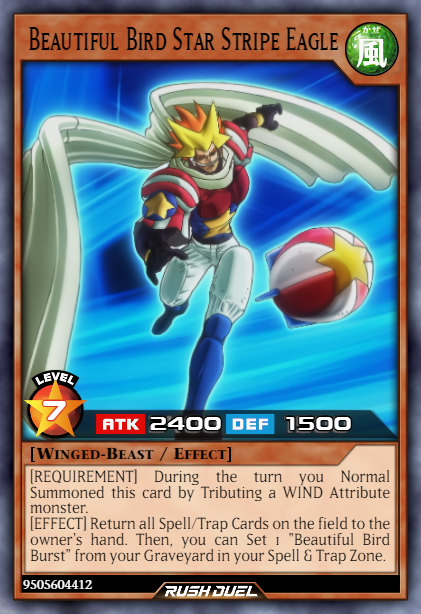 Beautiful Bird Star Stripe Eagle
かぜ
風
LEVEL
7
ATK 2400 DEF 1500
[Winged-Beast / Effect]
[REQUIREMENT] During the turn you Normal
Summoned this card by Tributing a WIND Attribute
monster.
[EFFECT] Return all Spell/Trap Cards on the field to the
owner's hand. Then, you can Set 1 "Beautiful Bird
Burst" from your Graveyard in your Spell & Trap Zone.
9505604412
RUSH DUEL